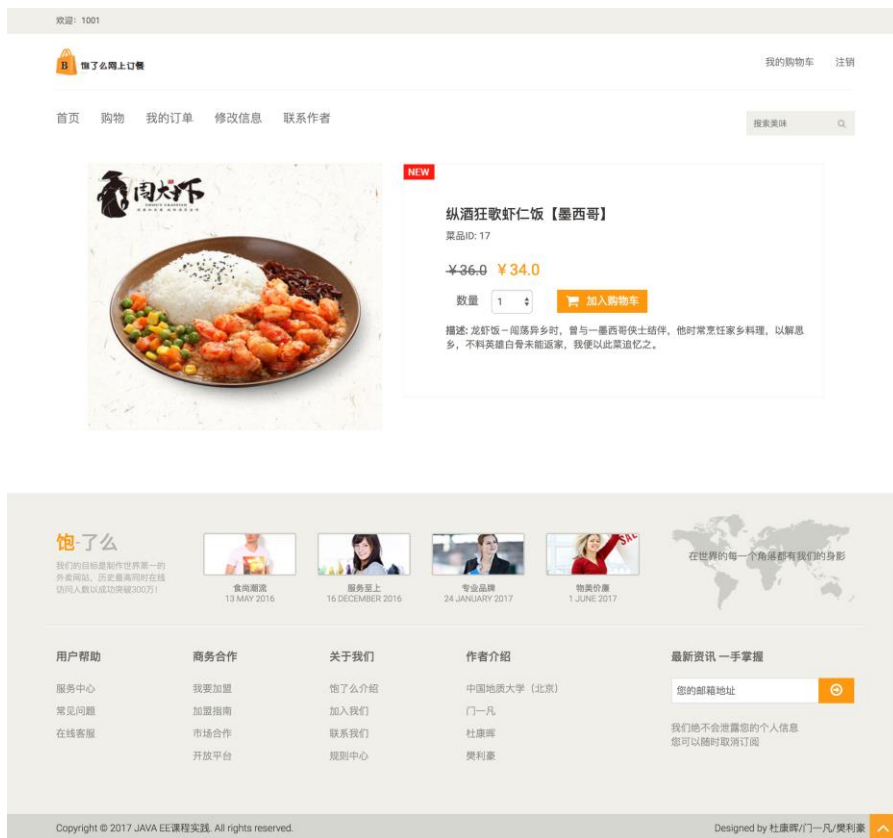 欢迎：1001
B 饱了么网上订餐
我的购物车 注销
首页 购物 我的订单 修改信息 联系作者
搜索美味
周大虾
NEW
纵酒狂歌虾仁饭【墨西哥】
菜品ID: 17
￥36.0 ￥34.0
数量 1 加入购物车
描述: 龙虾饭－闯荡异乡时，曾与一墨西哥侠士结伴，他时常烹饪家乡料理，以解思
乡，不料英雄白骨未能返家，我便以此菜追忆之。
饱-了么
我们的目标是制作世界第一的
外卖网站，历史最高同时在线
访问人数以成功突破300万！
食尚潮流
13 MAY 2016
服务至上
16 DECEMBER 2016
专业品牌
24 JANUARY 2017
SALE
物美价廉
1 JUNE 2017
在世界的每一个角落都有我们的身影
用户帮助
服务中心
常见问题
在线客服
商务合作
我要加盟
加盟指南
市场合作
开放平台
关于我们
饱了么介绍
加入我们
联系我们
规则中心
作者介绍
中国地质大学（北京）
门一凡
杜康晖
樊利豪
最新资讯 一手掌握
您的邮箱地址
我们绝不会泄露您的个人信息
您可以随时取消订阅
Copyright © 2017 JAVA EE课程实践. All rights reserved.
Designed by 杜康晖/门一凡/樊利豪